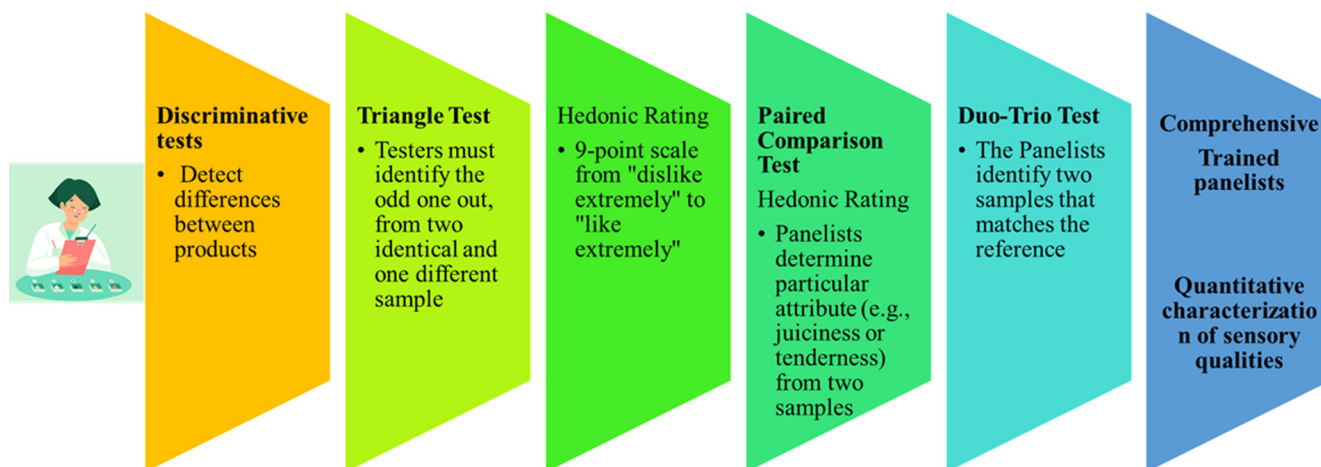 Discriminative
tests
• Detect
differences
between
products
Triangle Test
• Testers must
identify the
odd one out,
from two
identical and
one different
sample
Hedonic Rating
• 9-point scale
from "dislike
extremely" to
"like
extremely"
Paired
Comparison
Test
Hedonic Rating
• Panelists
determine
particular
attribute (e.g.,
juiciness or
tenderness)
from two
samples
Duo-Trio Test
• The Panelists
identify two
samples that
matches the
reference
Comprehensive
Trained
panelists
Quantitative
characterizatio
n of sensory
qualities